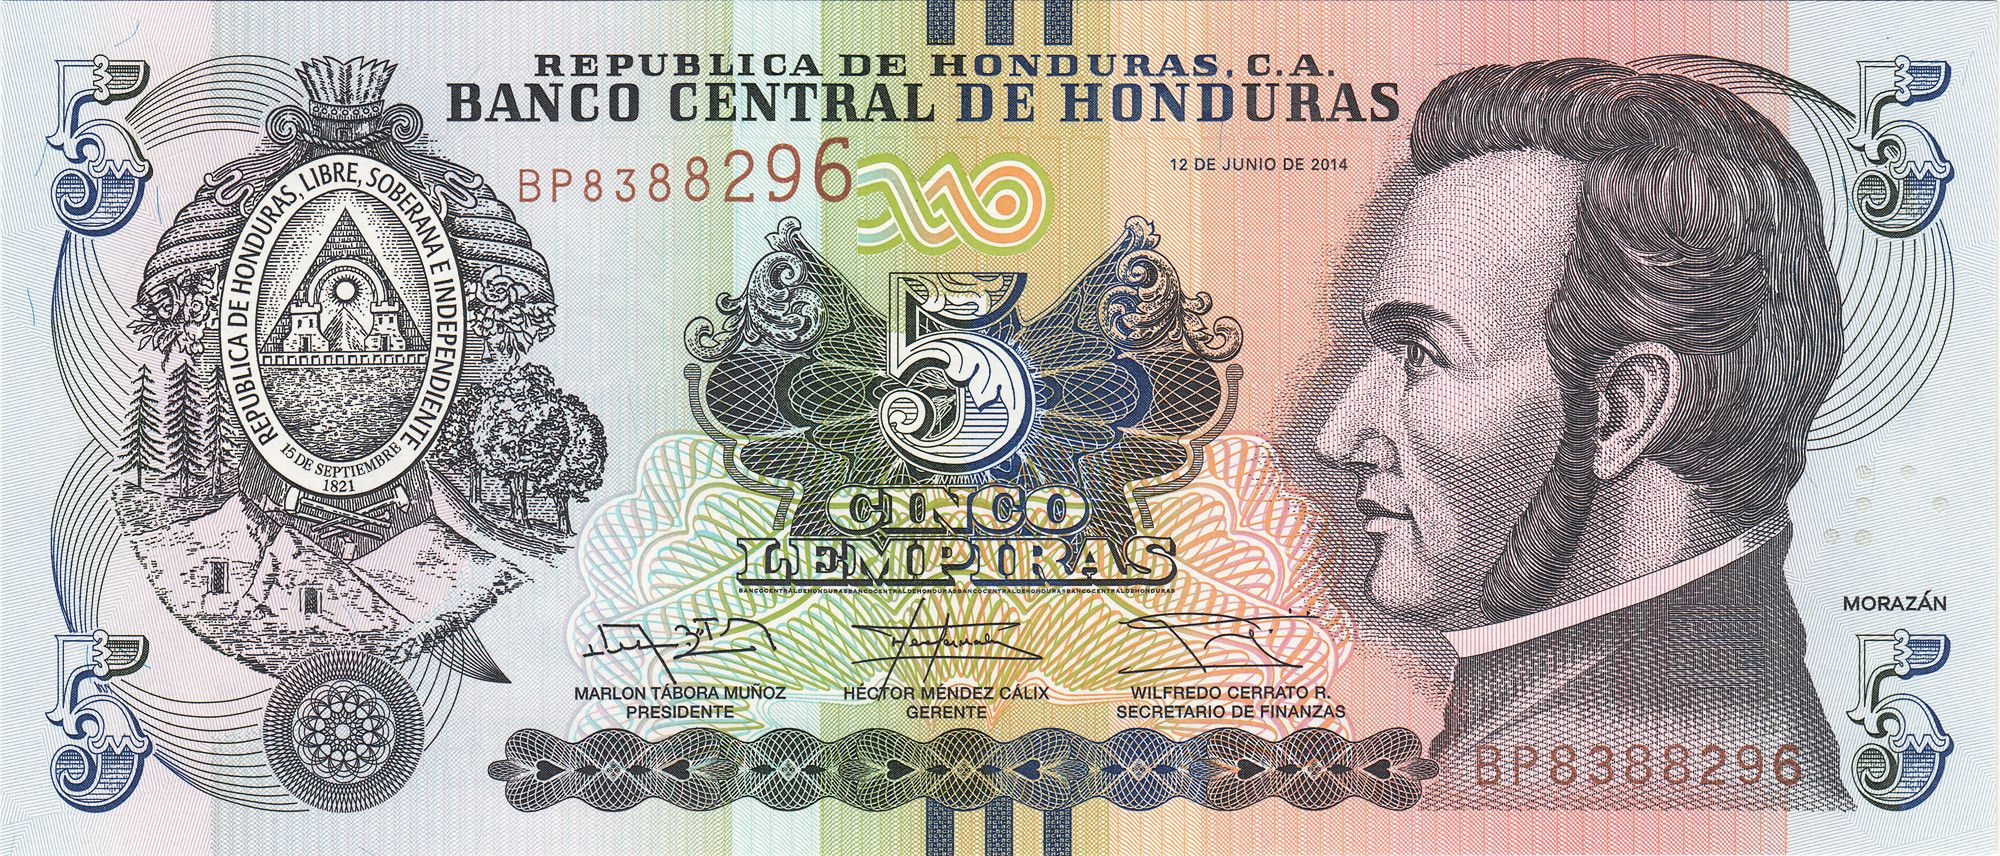 REPUBLICA DE HONDURAS, C.A.
BANCO CENTRAL DE HONDURAS
BP8388296
12 DE JUNIO DE 2014
5
5
REPUBLICA DE HONDURAS, LIBRE, SOBERANA E INDEPENDIENTE
15 DE SEPTIEMBRE
1821
5
CINCO
LEMPIRAS
BANCOCENTRALDEHONDURASBANCOCENTRALDEHONDURASBANCOCENTRALDEHONDURASBANCOCENTRALDEHONDURAS
MORAZÁN
MARLON TÁBORA MUÑOZ
PRESIDENTE
HÉCTOR MÉNDEZ CÁLIX
GERENTE
WILFREDO CERRATO R.
SECRETARIO DE FINANZAS
5
5
BP8388296